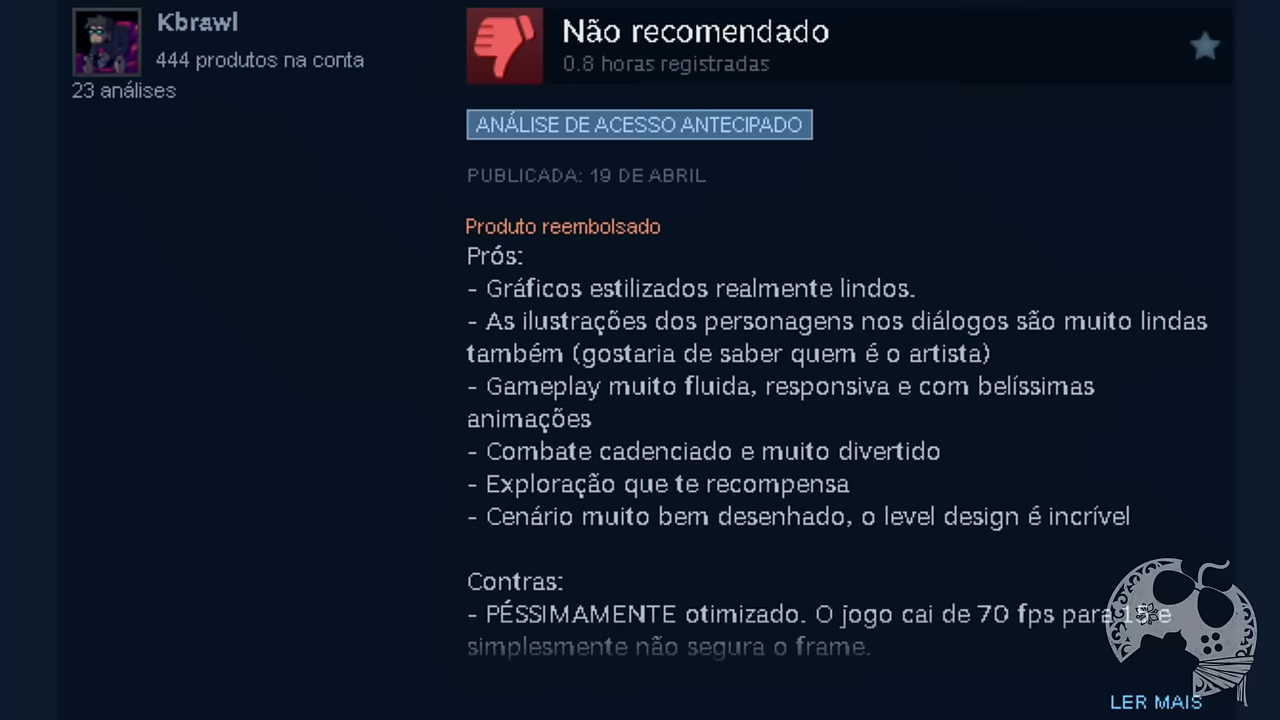 Kbrawl
444 produtos na conta
23 análises
Não recomendado
0.8 horas registradas
ANÁLISE DE ACESSO ANTECIPADO
PUBLICADA: 19 DE ABRIL
Produto reembolsado
Prós:
- Gráficos estilizados realmente lindos.
- As ilustrações dos personagens nos diálogos são muito lindas
também (gostaria de saber quem é o artista)
- Gameplay muito fluida, responsiva e com belíssimas
animações
- Combate cadenciado e muito divertido
- Exploração que te recompensa
- Cenário muito bem desenhado, o level design é incrível
Contras:
- PÉSSIMAMENTE otimizado. O jogo cai de 70 fps para 15 e
simplesmente não segura o frame.
LER MAIS